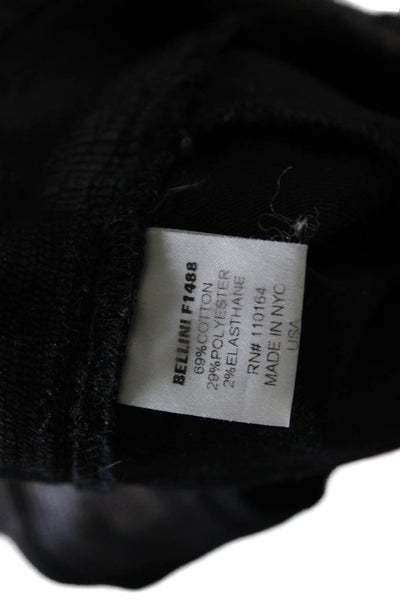 BELLINI F1488
69%COTTON
29%POLYESTER
2%ELASTHANE
RN# 110164
MADE IN NYC
USA